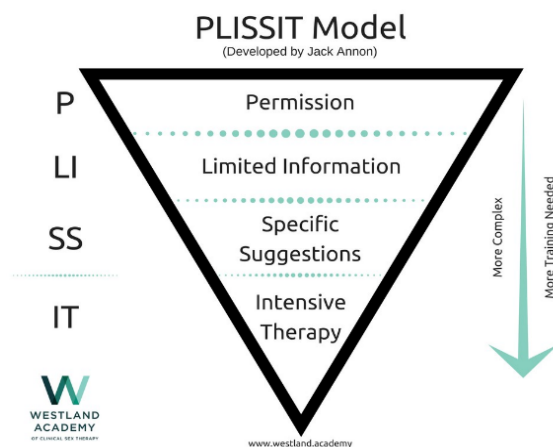 PLISSIT Model
(Developed by Jack Annon)
P
Permission
LI
Limited Information
SS
Specific
Suggestions
IT
Intensive
Therapy
More Complex
More Training Needed
WESTLAND
ACADEMY
OF CLINICAL SEX THERAPY
www.westland.academy